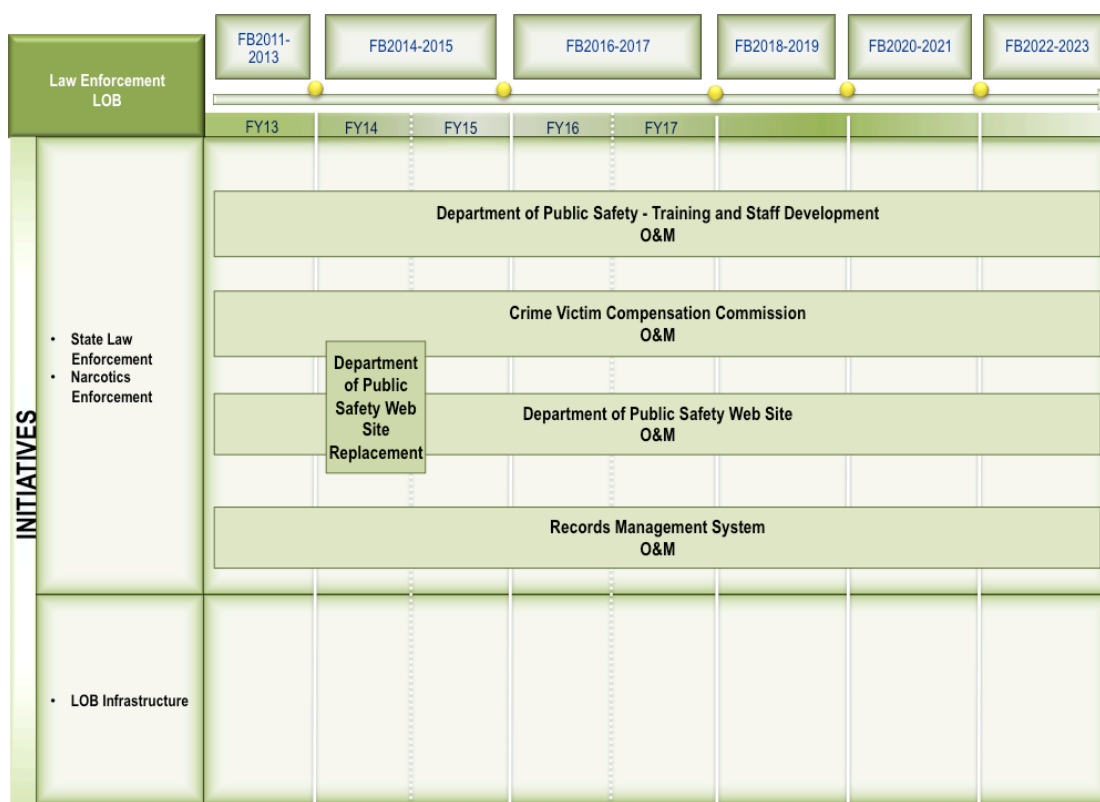 Law Enforcement
LOB
FB2011-
2013
FB2014-2015
FB2016-2017
FB2018-2019
FB2020-2021
FB2022-2023
FY13
FY14
FY15
FY16
FY17
INITIATIVES
• State Law
Enforcement
• Narcotics
Enforcement
Department of Public Safety - Training and Staff Development
O&M
Crime Victim Compensation Commission
O&M
Department
of Public
Safety Web
Site
Replacement
Department of Public Safety Web Site
O&M
Records Management System
O&M
• LOB Infrastructure